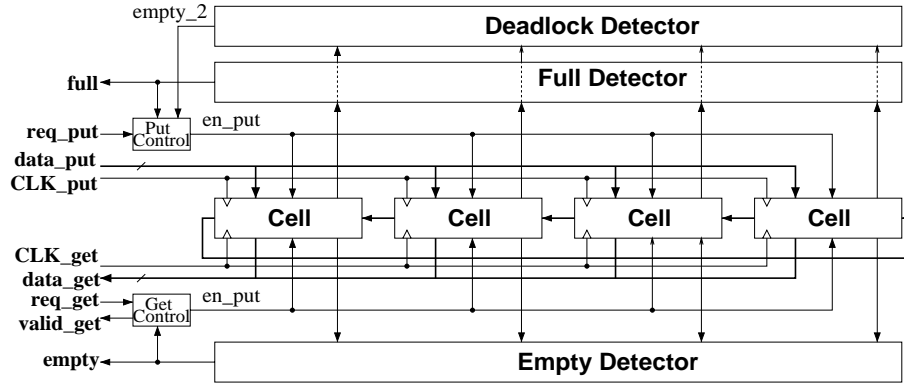 empty_2
Deadlock Detector
full
Full Detector
req_put
Put
Control
en_put
data_put
CLK_put
Cell
Cell
Cell
Cell
CLK_get
data_get
req_get
Get
Control
en_put
valid_get
empty
Empty Detector